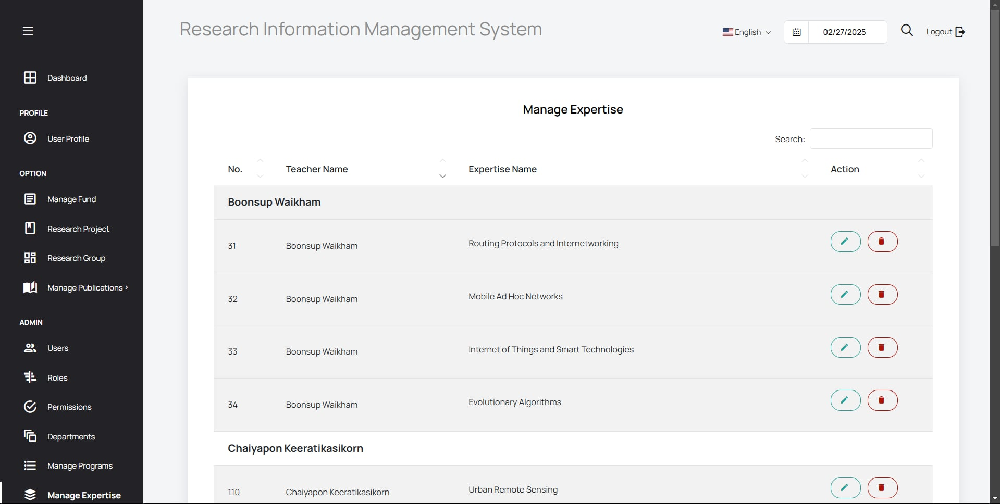 Research Information Management System
English
02/27/2025
Logout
Dashboard
PROFILE
User Profile
OPTION
Manage Fund
Research Project
Research Group
Manage Publications
ADMIN
Users
Roles
Permissions
Departments
Manage Programs
Manage Expertise
Manage Expertise
Search:
No. Teacher Name Expertise Name Action
Boonsup Waikham
31 Boonsup Waikham Routing Protocols and Internetworking
32 Boonsup Waikham Mobile Ad Hoc Networks
33 Boonsup Waikham Internet of Things and Smart Technologies
34 Boonsup Waikham Evolutionary Algorithms
Chaiyapon Keeratikasikorn
110 Chaiyapon Keeratikasikorn Urban Remote Sensing